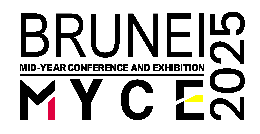 BRUNEI
MID-YEAR CONFERENCE AND EXHIBITION
MYCE
2025